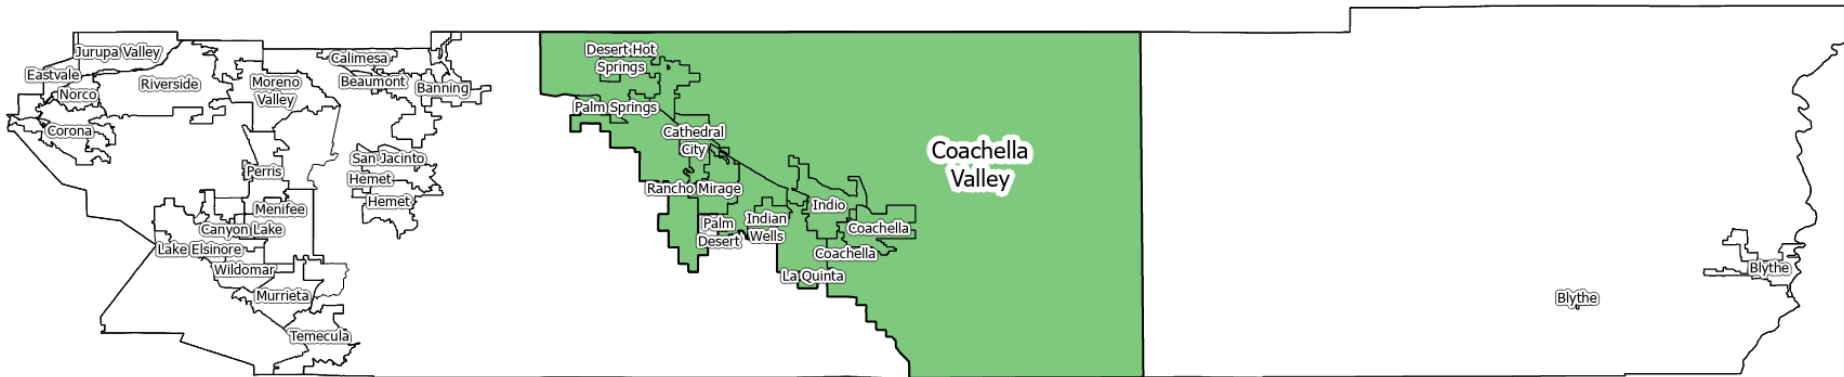 Jurupa Valley
Eastvale
Norco
Riverside
Corona
Moreno
Valley
Calimesa
Beaumont
Banning
Perris
San Jacinto
Hemet
Hemet
Menifee
Canyon Lake
Lake Elsinore
Wildomar
Murrieta
Temecula
Desert Hot
Springs
Palm Springs
Cathedral
City
Rancho Mirage
Palm
Desert
Indian
Wells
Indio
Coachella
Coachella
La Quinta
Coachella
Valley
Blythe
Blythe